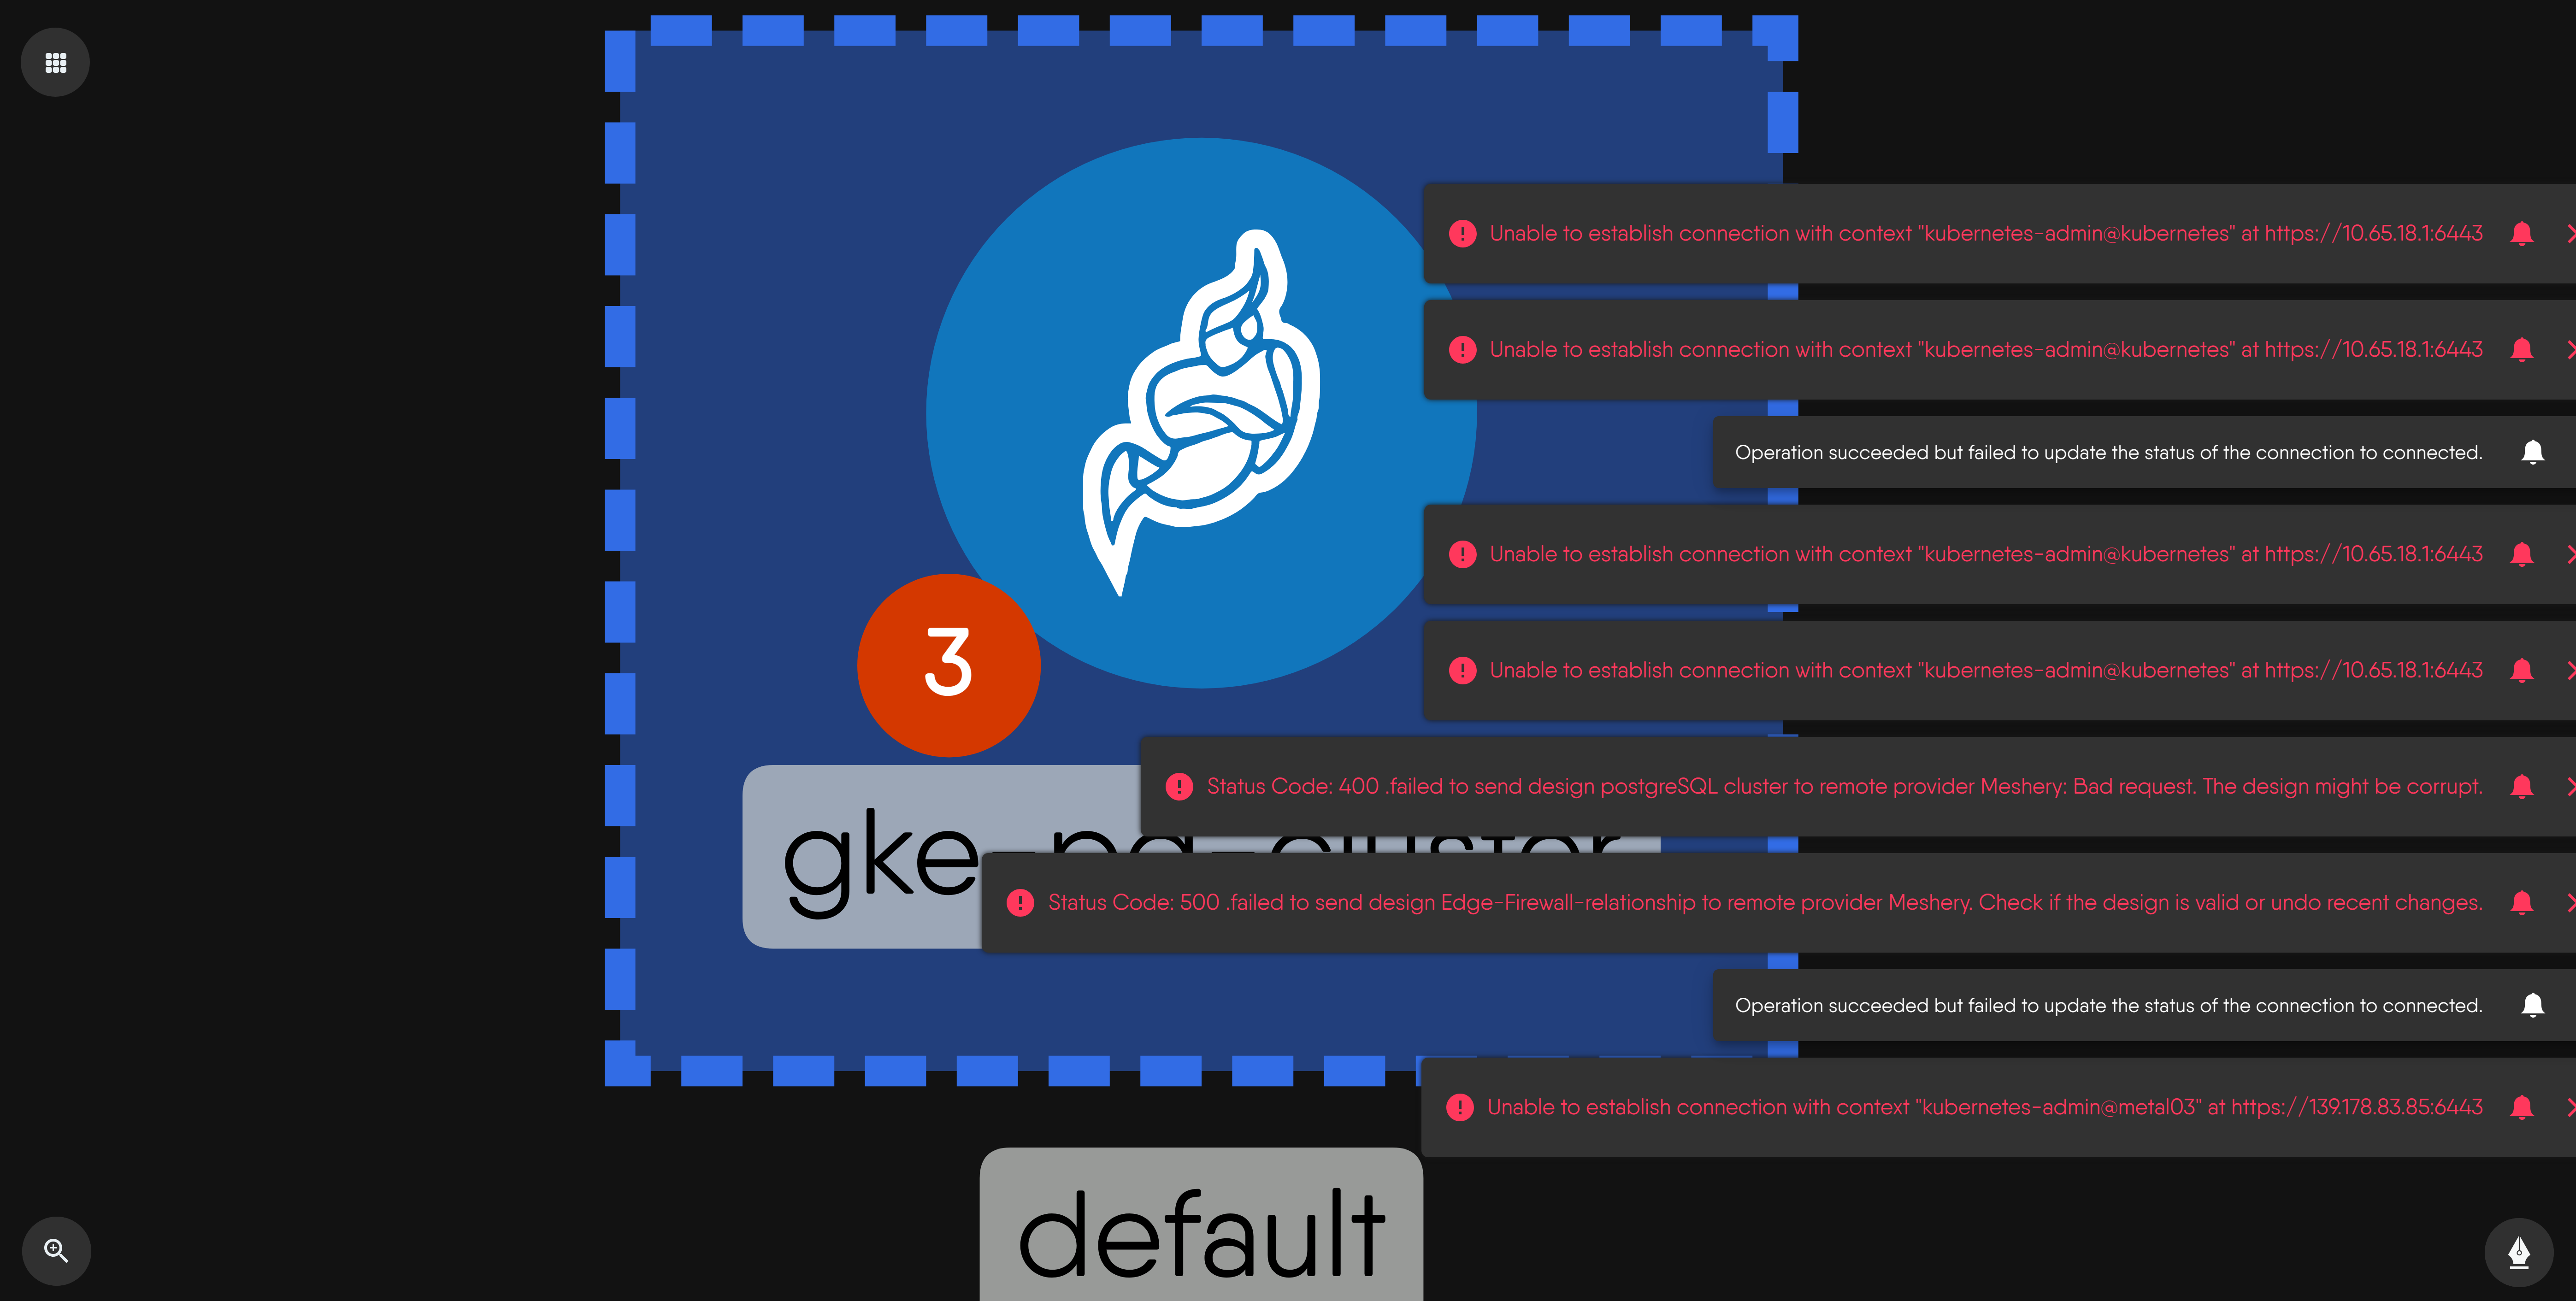 Unable to establish connection with context "kubernetes-admin@kubernetes" at https://10.65.18.1:6443
Unable to establish connection with context "kubernetes-admin@kubernetes" at https://10.65.18.1:6443
Operation succeeded but failed to update the status of the connection to connected.
Unable to establish connection with context "kubernetes-admin@kubernetes" at https://10.65.18.1:6443
3
Unable to establish connection with context "kubernetes-admin@kubernetes" at https://10.65.18.1:6443
Status Code: 400 .failed to send design postgreSQL cluster to remote provider Meshery: Bad request. The design might be corrupt.
gke-pg-cluster
Status Code: 500 .failed to send design Edge-Firewall-relationship to remote provider Meshery. Check if the design is valid or undo recent changes.
Operation succeeded but failed to update the status of the connection to connected.
Unable to establish connection with context "kubernetes-admin@metal03" at https://139.178.83.85:6443
default